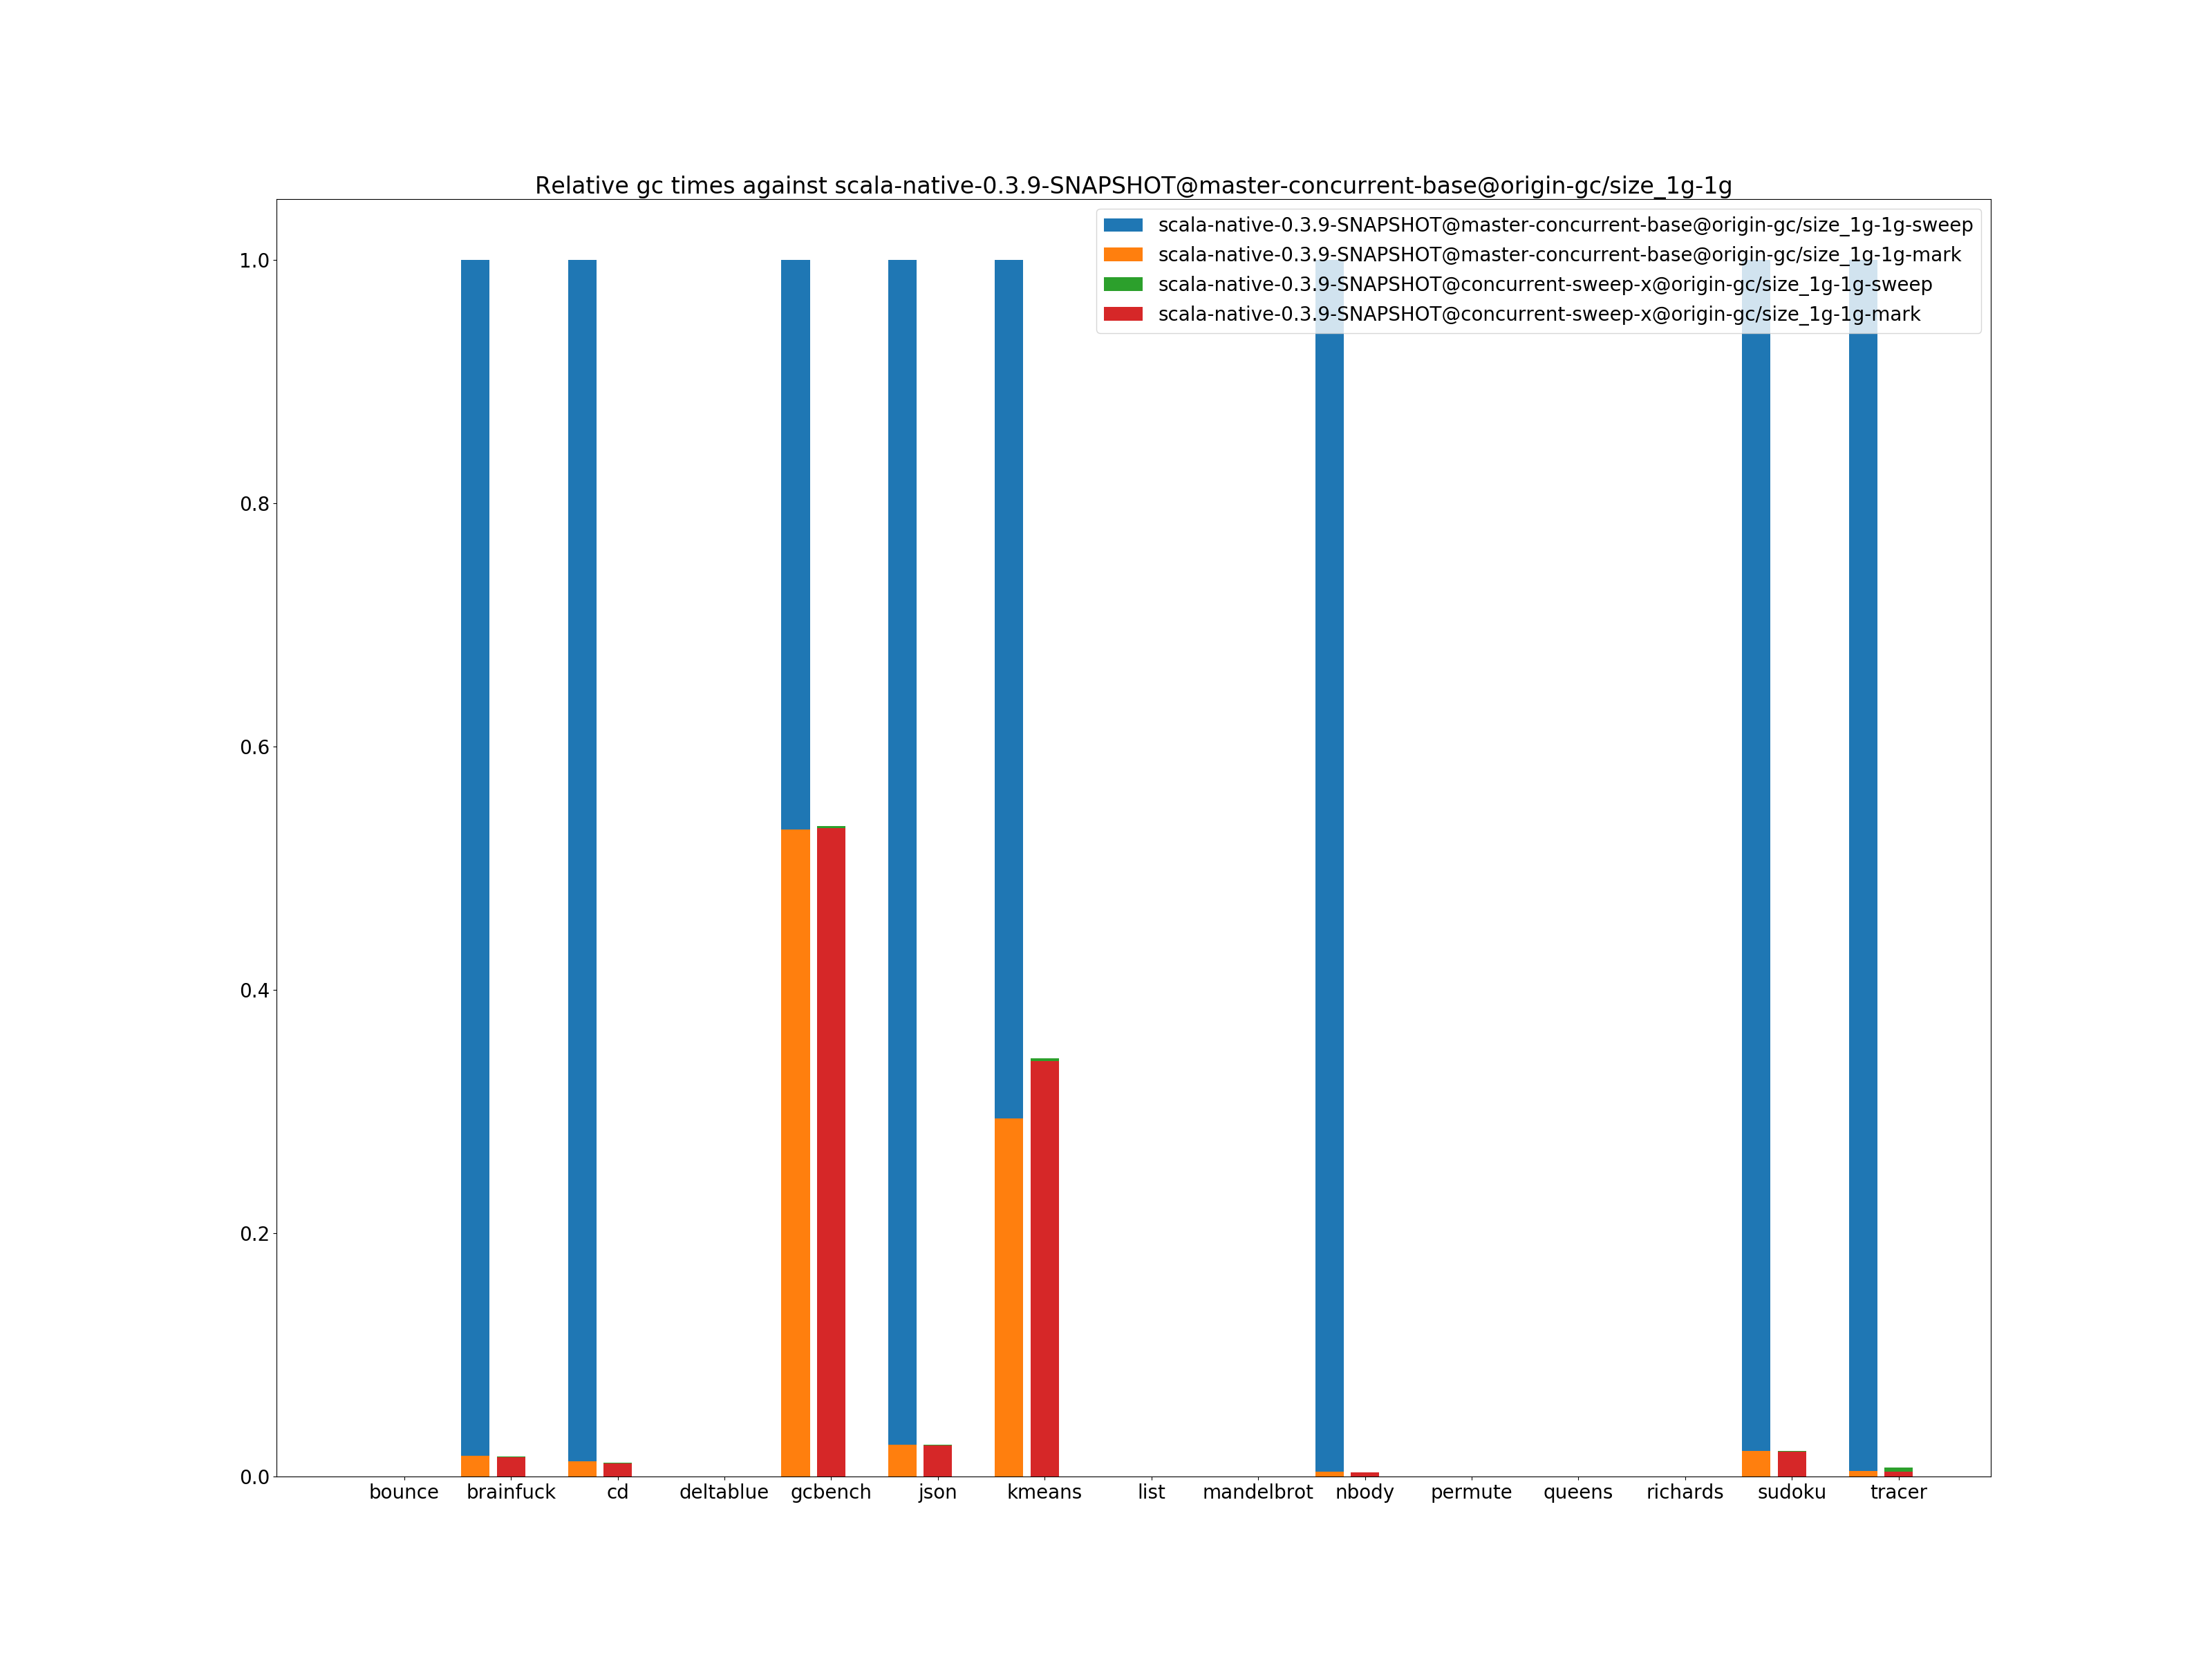 Relative gc times against scala-native-0.3.9-SNAPSHOT@master-concurrent-base@origin-gc/size_1g-1g
scala-native-0.3.9-SNAPSHOT@master-concurrent-base@origin-gc/size_1g-1g-sweep
scala-native-0.3.9-SNAPSHOT@master-concurrent-base@origin-gc/size_1g-1g-mark
scala-native-0.3.9-SNAPSHOT@concurrent-sweep-x@origin-gc/size_1g-1g-sweep
scala-native-0.3.9-SNAPSHOT@concurrent-sweep-x@origin-gc/size_1g-1g-mark
1.0
0.8
0.6
0.4
0.2
0.0
bounce brainfuck cd deltablue gcbench json kmeans list mandelbrot nbody permute queens richards sudoku tracer